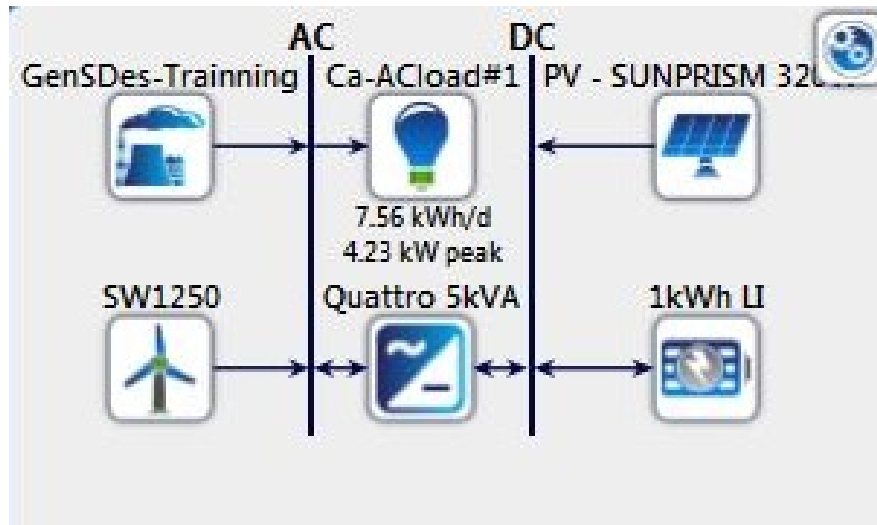 AC
DC
GenSDes-Trainning
Ca-ACload#1
PV - SUNPRISM
7.56 kWh/d
4.23 kW peak
SW1250
Quattro 5kVA
1kWh LI